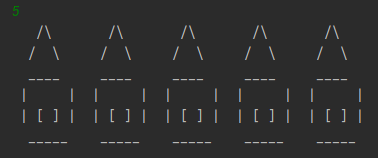 5
  /\     /\     /\     /\     /\
 /  \   /  \   /  \   /  \   /  \
 ----   ----   ----   ----   ----
|    | |    | |    | |    | |    |
| [ ] | | [ ] | | [ ] | | [ ] | | [ ] |
 -----  -----  -----  -----  -----